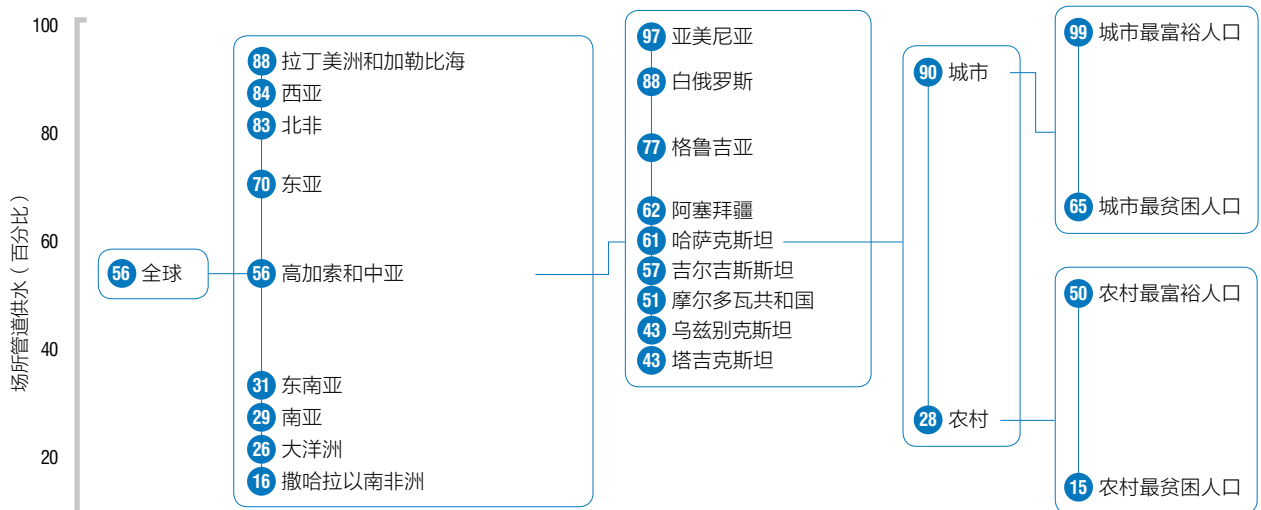 场所管道供水（百分比）
100
80
60
40
20
56 全球
88 拉丁美洲和加勒比海
84 西亚
83 北非
70 东亚
56 高加索和中亚
31 东南亚
29 南亚
26 大洋洲
16 撒哈拉以南非洲
97 亚美尼亚
88 白俄罗斯
77 格鲁吉亚
62 阿塞拜疆
61 哈萨克斯坦
57 吉尔吉斯斯坦
51 摩尔多瓦共和国
43 乌兹别克斯坦
43 塔吉克斯坦
90 城市
28 农村
99 城市最富裕人口
65 城市最贫困人口
50 农村最富裕人口
15 农村最贫困人口